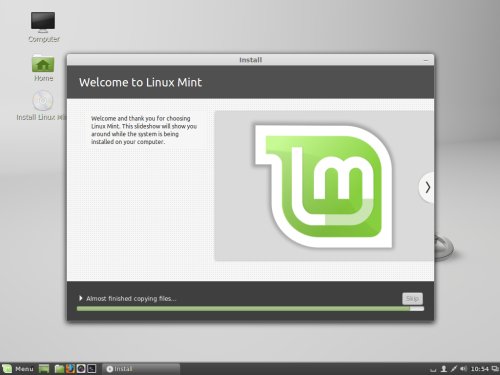 Computer
Home
Install Linux Mi
Install
Welcome to Linux Mint
Welcome and thank you for choosing
Linux Mint. This slideshow will show you
around while the system is being
installed on your computer.
lm
Almost finished copying files...
Skip
Menu
Install
10:54